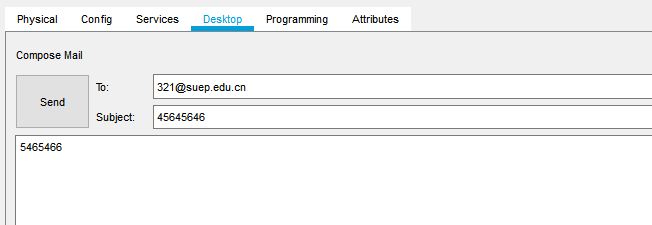 Physical Config Services Desktop Programming Attributes
Compose Mail
Send
To: 321@suep.edu.cn
Subject: 45645646
5465466